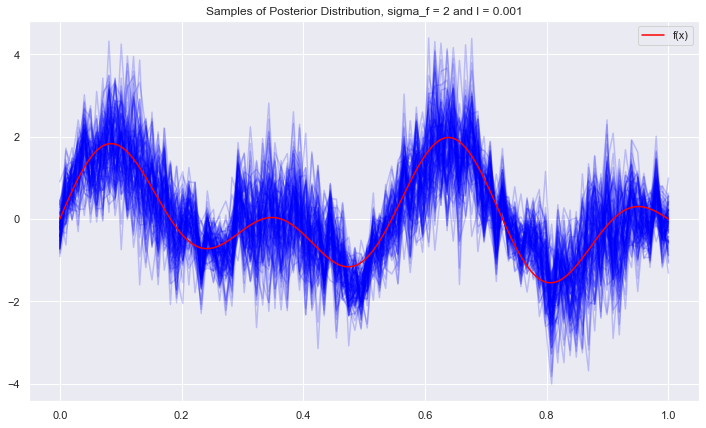 Samples of Posterior Distribution, sigma_f = 2 and l = 0.001
f(x)
4
2
0
−2
−4
0.0 0.2 0.4 0.6 0.8 1.0